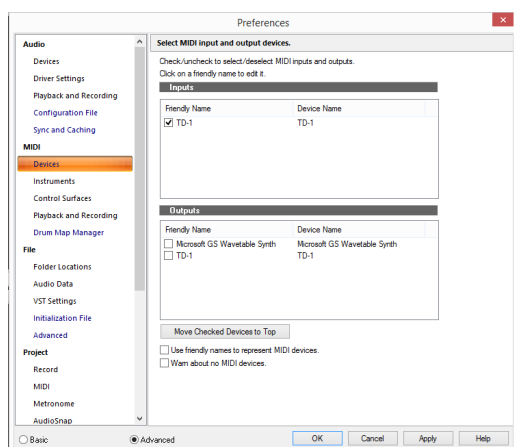 Preferences
Audio
Devices
Driver Settings
Playback and Recording
Configuration File
Sync and Caching
MIDI
Devices
Instruments
Control Surfaces
Playback and Recording
Drum Map Manager
File
Folder Locations
Audio Data
VST Settings
Initialization File
Advanced
Project
Record
MIDI
Metronome
AudioSnap
Select MIDI input and output devices.
Check/uncheck to select/deselect MIDI inputs and outputs.
Click on a friendly name to edit it.
Inputs
Friendly Name Device Name
TD-1 TD-1
Outputs
Friendly Name Device Name
Microsoft GS Wavetable Synth Microsoft GS Wavetable Synth
TD-1 TD-1
Move Checked Devices to Top
Use friendly names to represent MIDI devices.
Warn about no MIDI devices.
Basic Advanced OK Cancel Apply Help